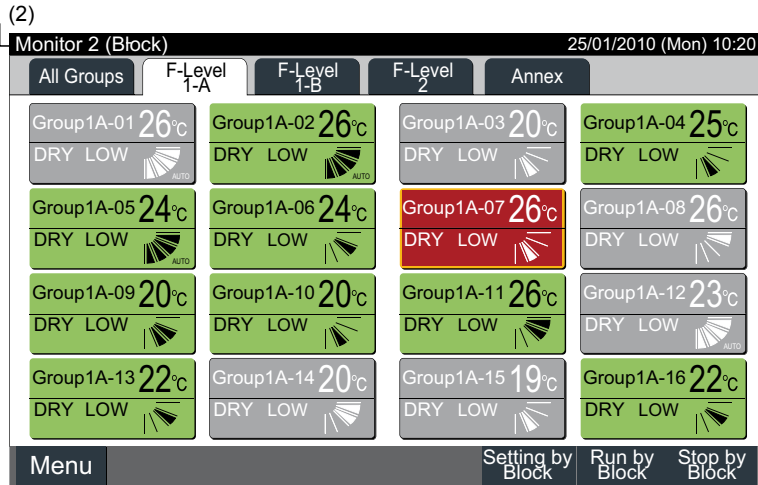 (2)
Monitor 2 (Block) 25/01/2010 (Mon) 10:20
All Groups F-Level 1-A F-Level 1-B F-Level 2 Annex
Group1A-01 26°C Group1A-02 26°C Group1A-03 20°C Group1A-04 25°C
DRY LOW AUTO DRY LOW AUTO DRY LOW DRY LOW
Group1A-05 24°C Group1A-06 24°C Group1A-07 26°C Group1A-08 26°C
DRY LOW AUTO DRY LOW DRY LOW DRY LOW
Group1A-09 20°C Group1A-10 20°C Group1A-11 26°C Group1A-12 23°C
DRY LOW DRY LOW DRY LOW DRY LOW AUTO
Group1A-13 22°C Group1A-14 20°C Group1A-15 19°C Group1A-16 22°C
DRY LOW DRY LOW DRY LOW DRY LOW
Menu Setting by Block Run by Block Stop by Block